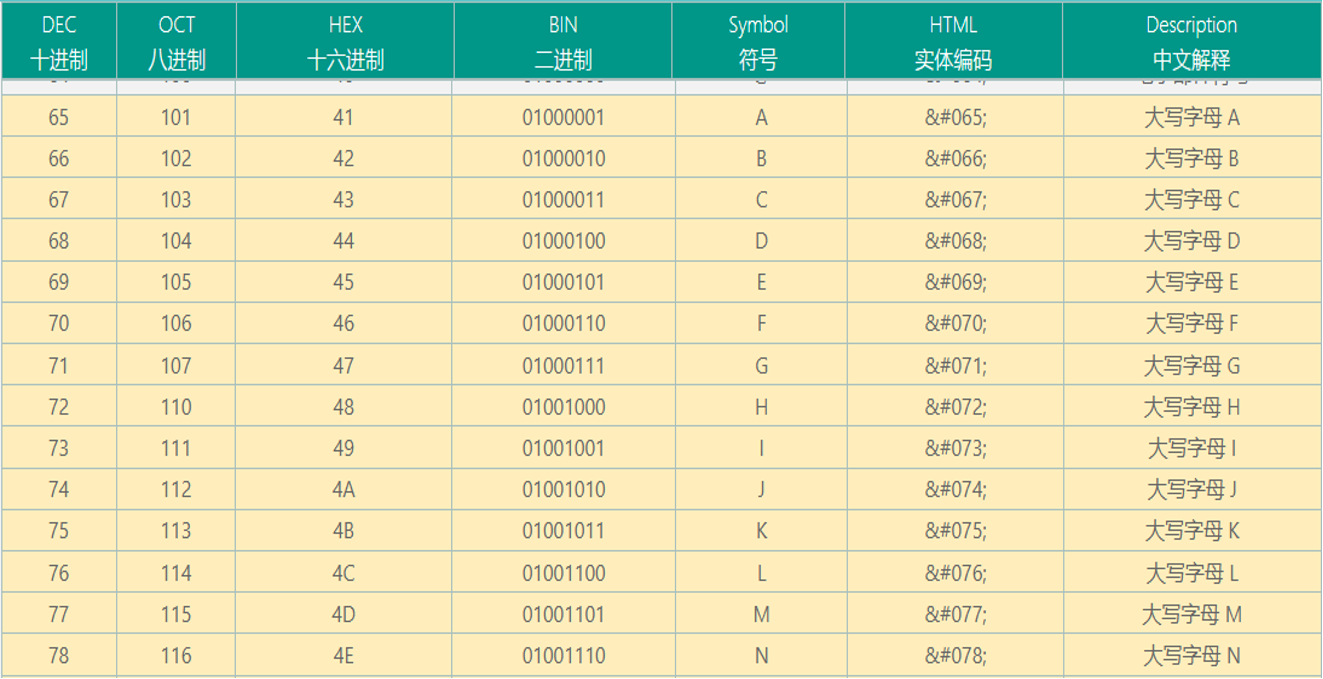 DEC OCT HEX BIN Symbol HTML Description
十进制 八进制 十六进制 二进制 符号 实体编码 中文解释
65 101 41 01000001 A &#065; 大写字母 A
66 102 42 01000010 B &#066; 大写字母 B
67 103 43 01000011 C &#067; 大写字母 C
68 104 44 01000100 D &#068; 大写字母 D
69 105 45 01000101 E &#069; 大写字母 E
70 106 46 01000110 F &#070; 大写字母 F
71 107 47 01000111 G &#071; 大写字母 G
72 110 48 01001000 H &#072; 大写字母 H
73 111 49 01001001 I &#073; 大写字母 I
74 112 4A 01001010 J &#074; 大写字母 J
75 113 4B 01001011 K &#075; 大写字母 K
76 114 4C 01001100 L &#076; 大写字母 L
77 115 4D 01001101 M &#077; 大写字母 M
78 116 4E 01001110 N &#078; 大写字母 N